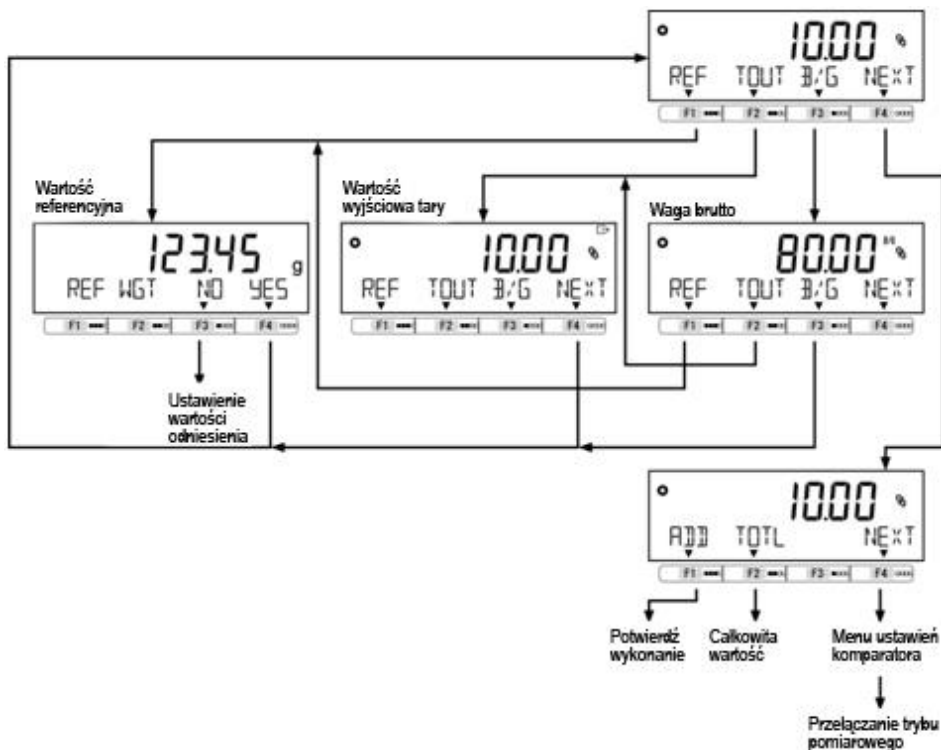 10.00 %
REF TOUT B/G NEXT
F1 F2 F3 F4
Wartość
referencyjna
123.45 g
REF WGT NO YES
F1 F2 F3 F4
Ustawienie
wartości
odniesienia
Wartość
wyjściowa tary
10.00 %
REF TOUT B/G NEXT
F1 F2 F3 F4
Waga brutto
80.00 B/G %
REF TOUT B/G NEXT
F1 F2 F3 F4
10.00 %
ADD TOTL NEXT
F1 F2 F3 F4
Potwierdź
wykonanie
Całkowita
wartość
Menu ustawień
komparatora
Przełączanie trybu
pomiarowego